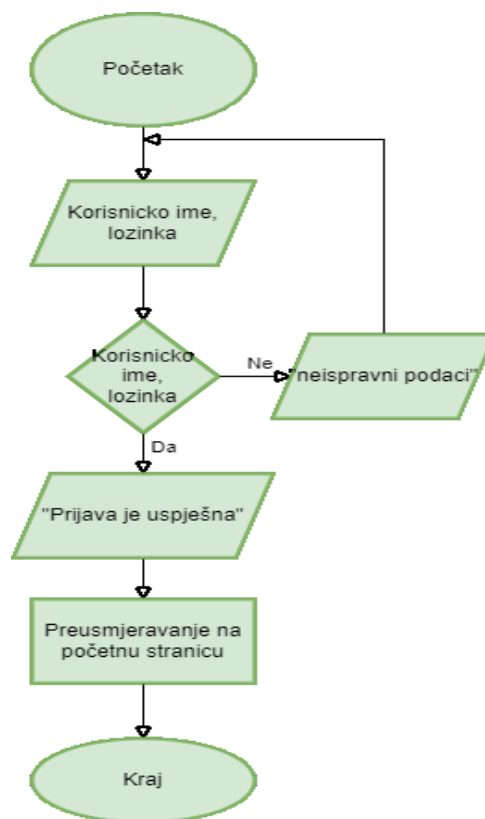 Početak
Korisnicko ime,
lozinka
Korisnicko
ime,
lozinka
Ne
"neispravni podaci"
Da
"Prijava je uspješna"
Preusmjeravanje na
početnu stranicu
Kraj